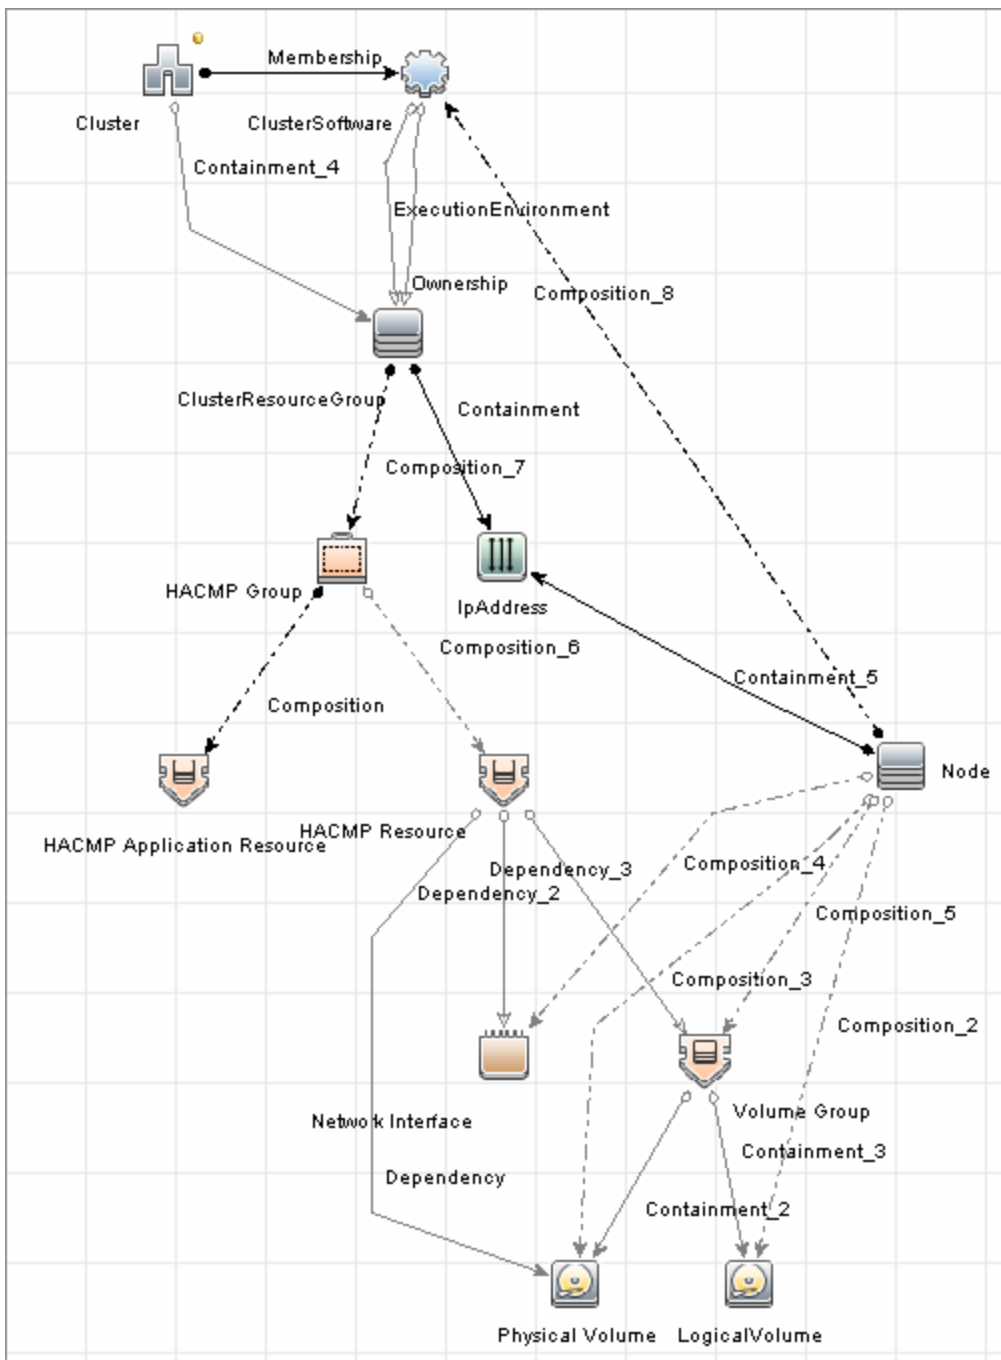 Membership
Cluster
ClusterSoftware
Containment_4
ExecutionEnvironment
Ownership
Composition_8
ClusterResourceGroup
Containment
Composition_7
HACMP Group
IpAddress
Composition_6
Containment_5
Composition
Node
HACMP Resource
HACMP Application Resource
Dependency_3
Composition_4
Dependency_2
Composition_5
Composition_3
Composition_2
Volume Group
Network Interface
Containment_3
Dependency
Containment_2
Physical Volume
LogicalVolume